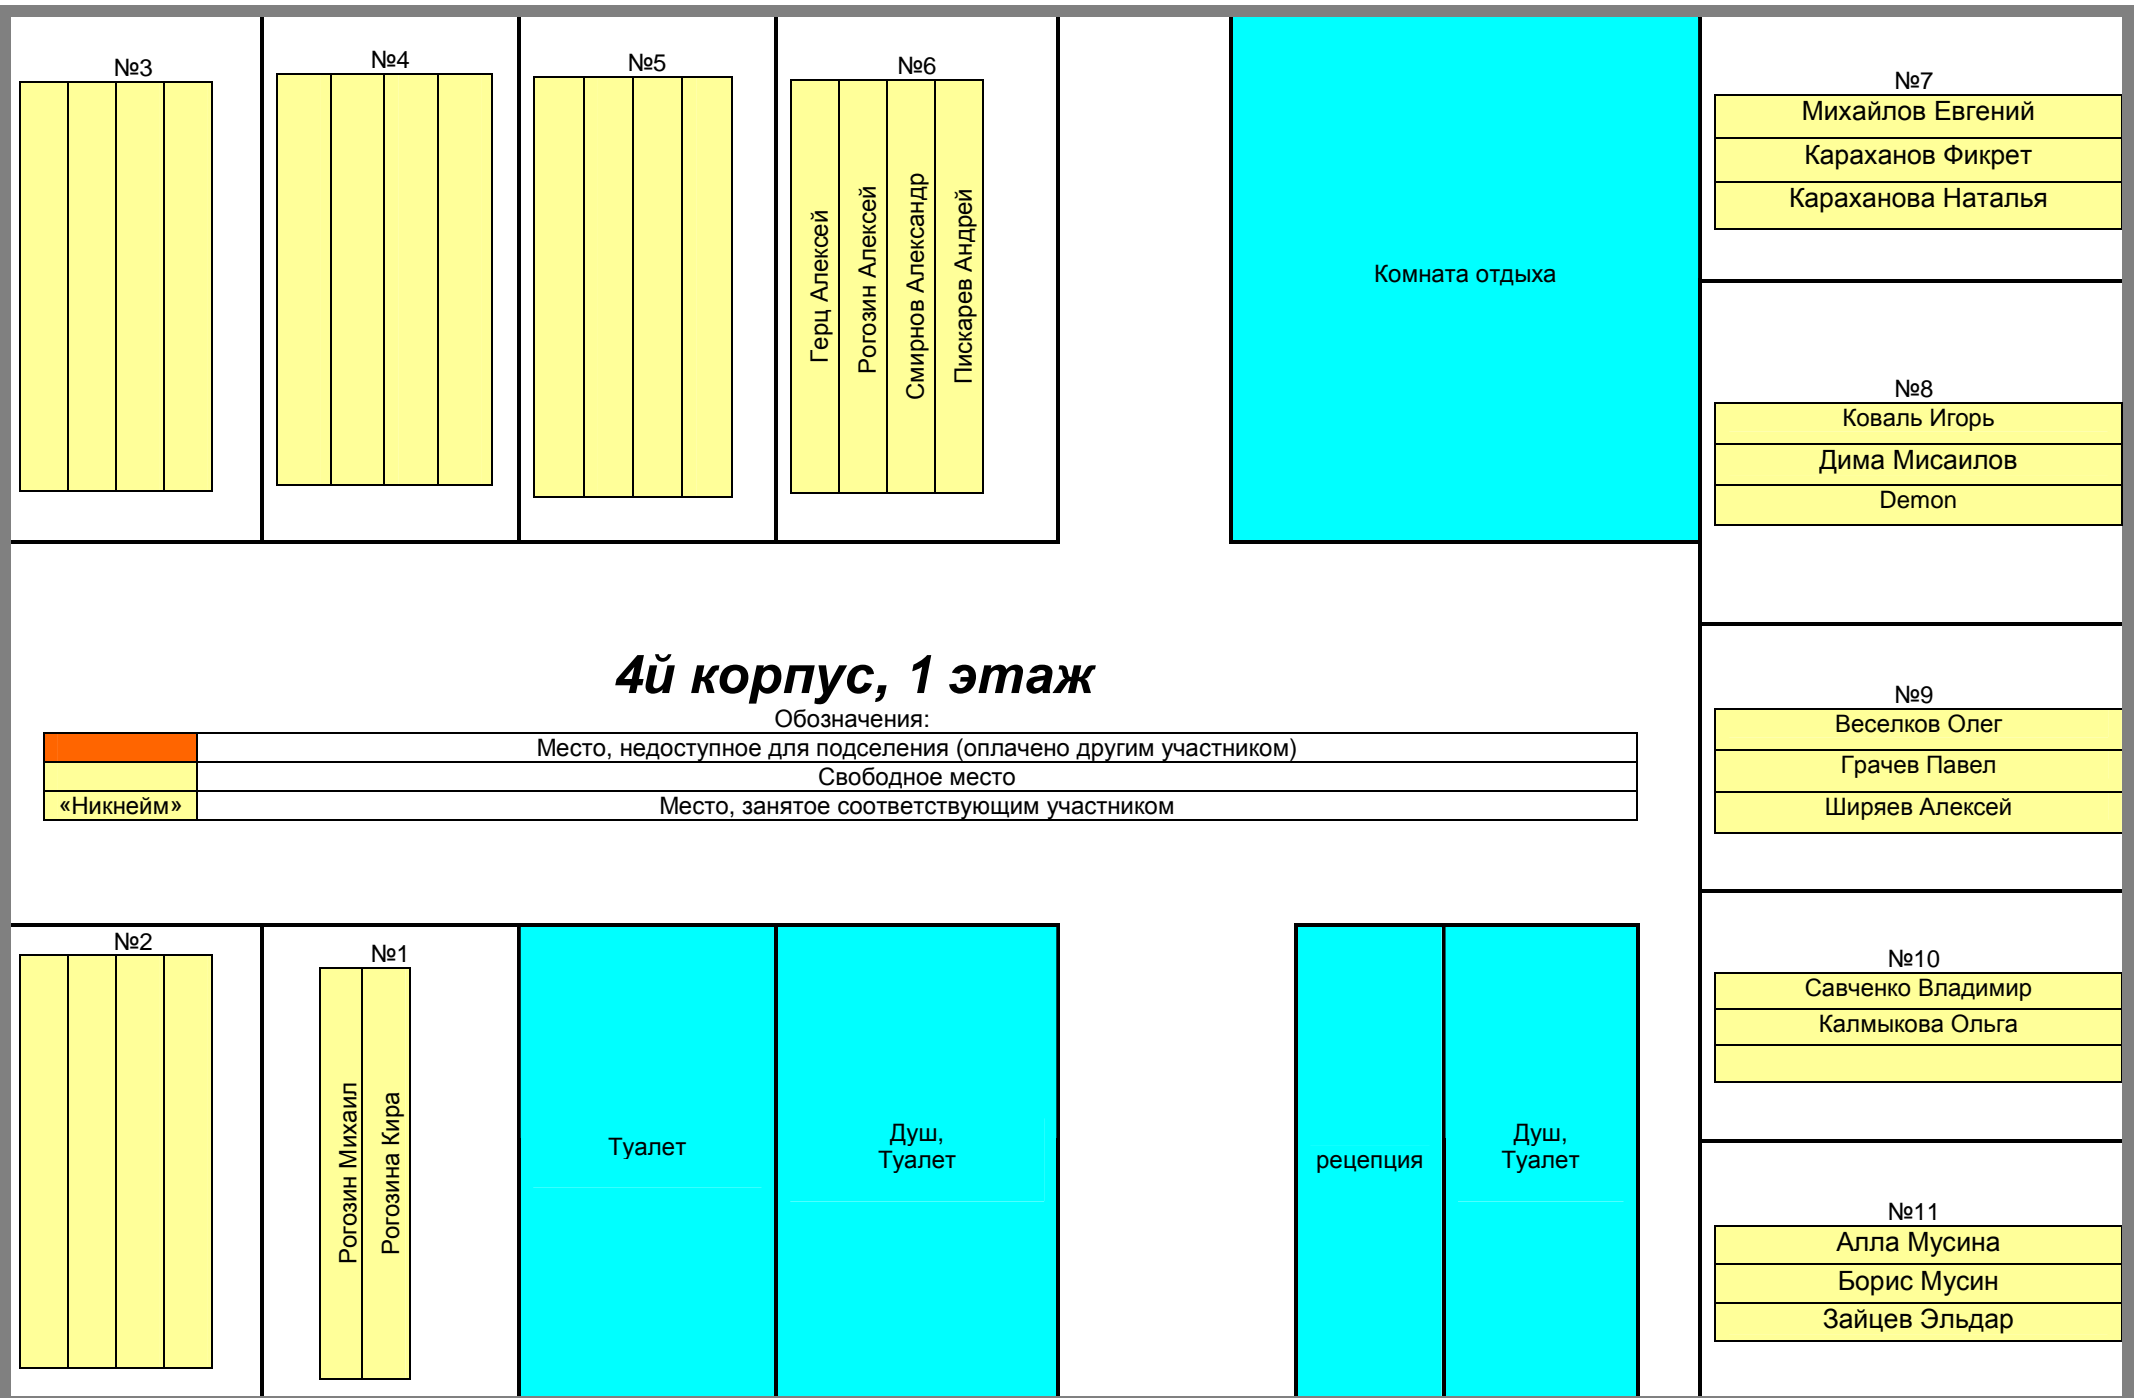 №3
№4
№5
№6
Герц Алексей
Рогозин Алексей
Смирнов Александр
Пискарев Андрей
Комната отдыха
№7
Михайлов Евгений
Караханов Фикрет
Караханова Наталья
№8
Коваль Игорь
Дима Мисаилов
Demon
4й корпус, 1 этаж
Обозначения:
Место, недоступное для подселения (оплачено другим участником)
Свободное место
«Никнейм» Место, занятое соответствующим участником
№9
Веселков Олег
Грачев Павел
Ширяев Алексей
№2
№1
Рогозин Михаил
Рогозина Кира
Туалет
Душ,
Туалет
рецепция
Душ,
Туалет
№10
Савченко Владимир
Калмыкова Ольга
№11
Алла Мусина
Борис Мусин
Зайцев Эльдар